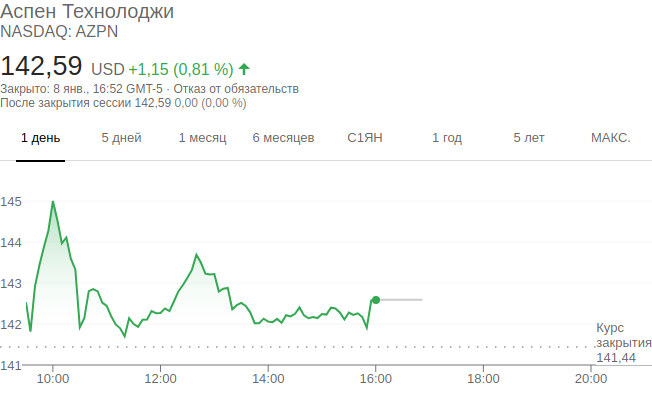 Аспен Технолоджи
NASDAQ: AZPN
142,59 USD +1,15 (0,81 %)
Закрыто: 8 янв., 16:52 GMT-5 · Отказ от обязательств
После закрытия сессии 142,59 0,00 (0,00 %)
1 день 5 дней 1 месяц 6 месяцев С1ЯН 1 год 5 лет МАКС.
145
144
143
142
Курс
закрытия
141,44
141
10:00 12:00 14:00 16:00 18:00 20:00